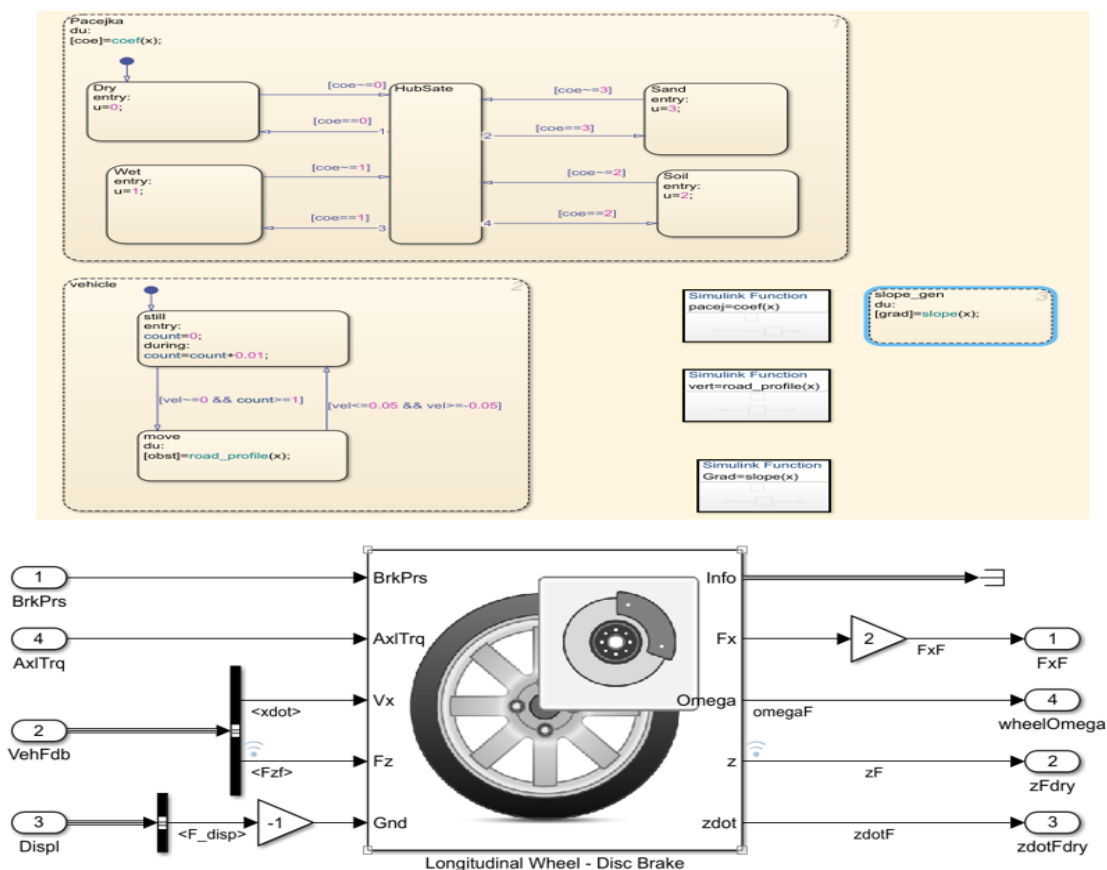 Pacejka
1
du:
[coe]=coef(x);
Dry
entry:
u=0;
[coe~=0]
[coe==0]
1
HubSate
[coe~=3]
2
[coe==3]
Sand
entry:
u=3;
Wet
entry:
u=1;
[coe~=1]
[coe==1]
3
[coe~=2]
4
[coe==2]
Soil
entry:
u=2;
vehicle
2
still
entry:
count=0;
during:
count=count+0.01;
[vel~=0 && count>=1]
[vel<=0.05 && vel>=-0.05]
move
du:
[obst]=road_profile(x);
Simulink Function
pacej=coef(x)
Simulink Function
vert=road_profile(x)
Simulink Function
Grad=slope(x)
slope_gen
3
du:
[grad]=slope(x);
1
BrkPrs
4
AxlTrq
2
VehFdb
3
Displ
<xdot>
<Fzf>
<F_disp>
-1
BrkPrs
AxlTrq
Vx
Fz
Gnd
Info
Fx
Omega
z
zdot
2
FxF
omegaF
zF
zdotF
1
FxF
4
wheelOmega
2
zFdry
3
zdotFdry
Longitudinal Wheel - Disc Brake